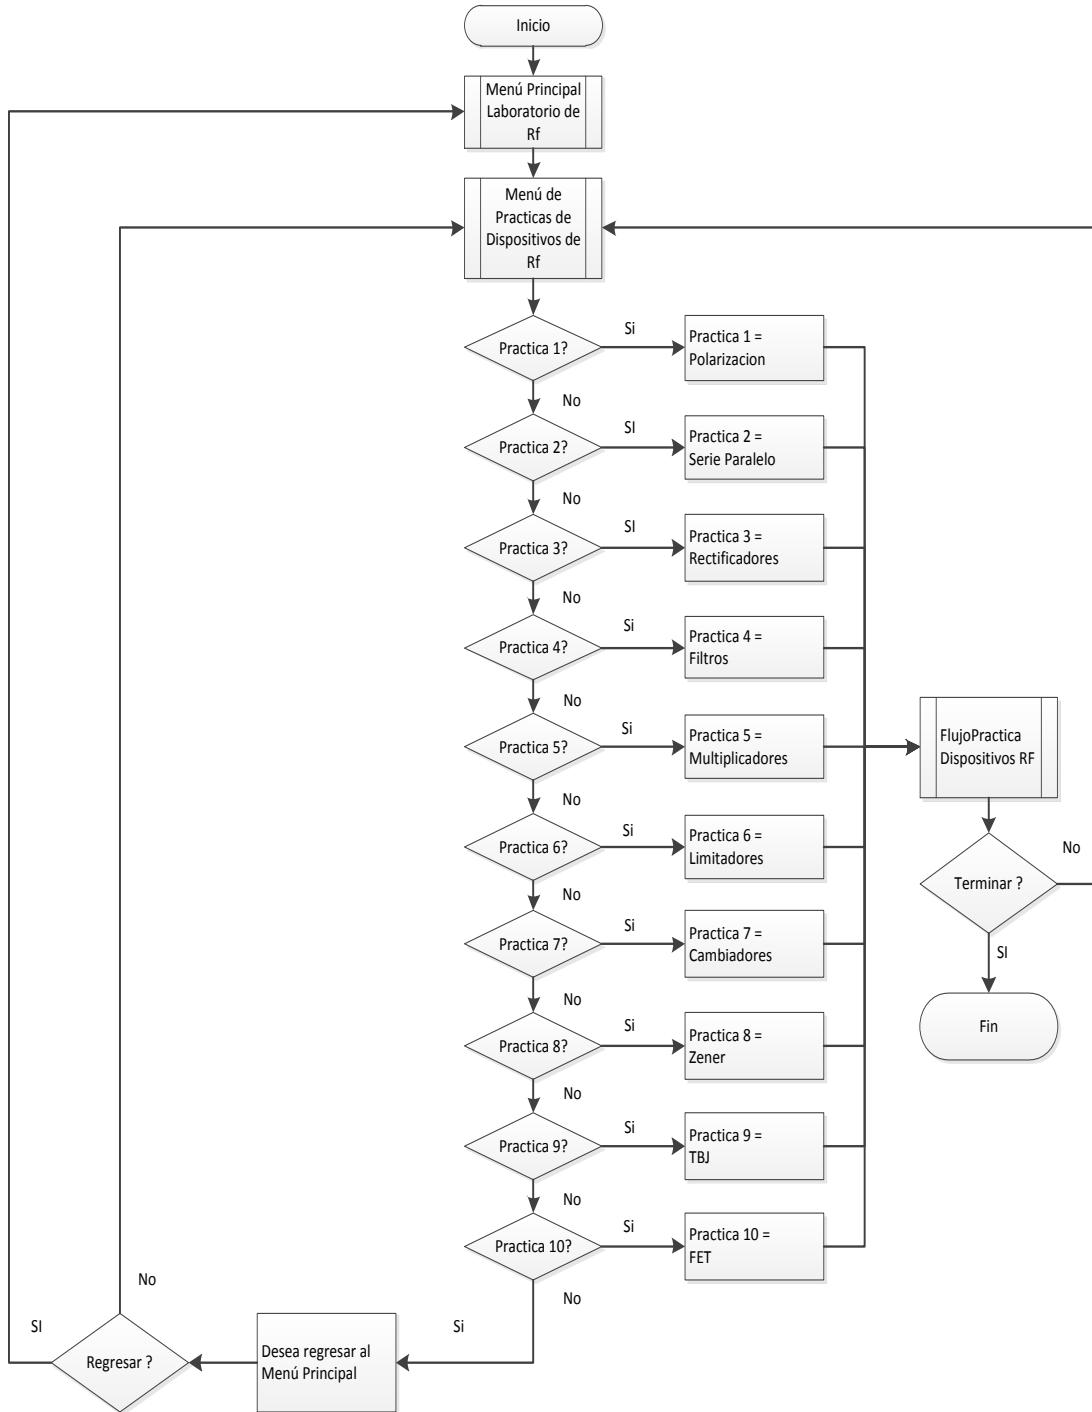 Inicio
Menú Principal
Laboratorio de
Rf
Menú de
Practicas de
Dispositivos de
Rf
Practica 1?
Si
Practica 1 =
Polarizacion
No
Practica 2?
SI
Practica 2 =
Serie Paralelo
No
Practica 3?
SI
Practica 3 =
Rectificadores
No
Practica 4?
Si
Practica 4 =
Filtros
No
Practica 5?
Si
Practica 5 =
Multiplicadores
No
Practica 6?
Si
Practica 6 =
Limitadores
No
Practica 7?
Si
Practica 7 =
Cambiadores
No
Practica 8?
Si
Practica 8 =
Zener
No
Practica 9?
Si
Practica 9 =
TBJ
No
Practica 10?
Si
Practica 10 =
FET
No
Si
Desea regresar al
Menú Principal
Regresar ?
No
SI
FlujoPractica
Dispositivos RF
Terminar ?
No
SI
Fin